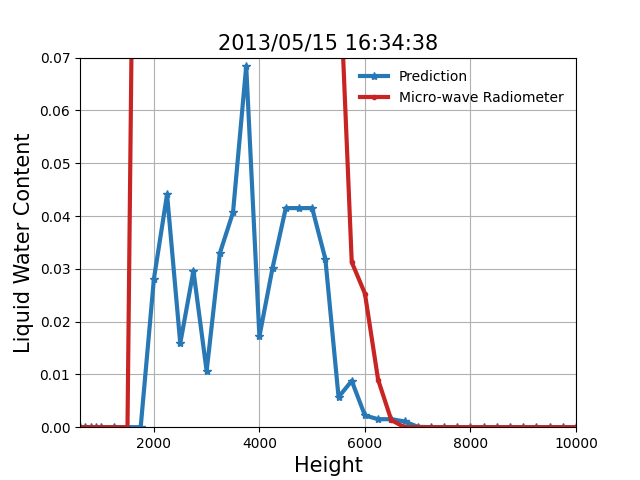 2013/05/15 16:34:38
Prediction
Micro-wave Radiometer
Liquid Water Content
0.07
0.06
0.05
0.04
0.03
0.02
0.01
0.00
2000 4000 6000 8000 10000
Height